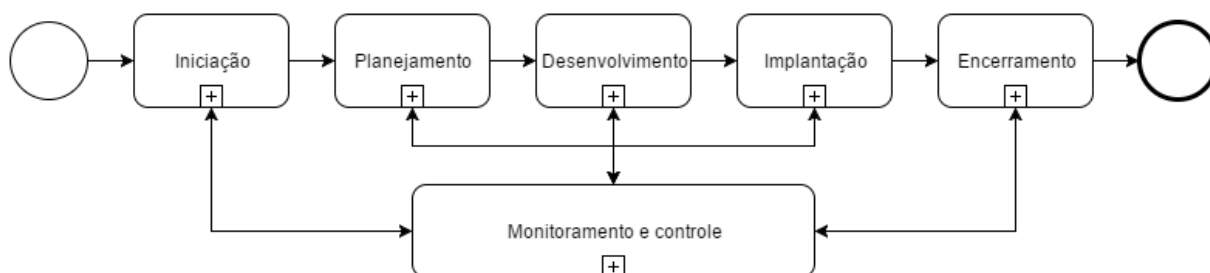 Iniciação
Planejamento
Desenvolvimento
Implantação
Encerramento
Monitoramento e controle